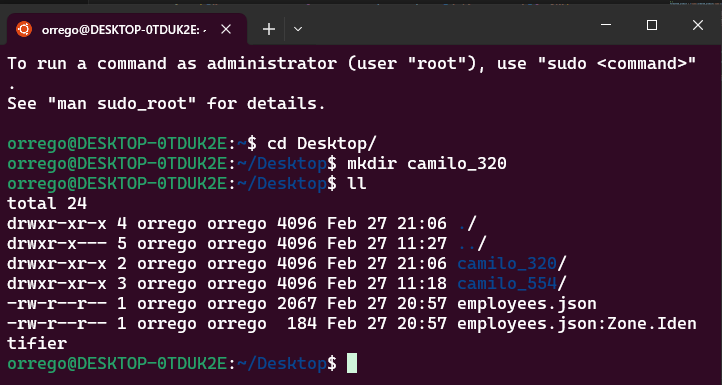 orrego@DESKTOP-0TDUK2E: ~
To run a command as administrator (user "root"), use "sudo <command>"
.
See "man sudo_root" for details.
orrego@DESKTOP-0TDUK2E:~$ cd Desktop/
orrego@DESKTOP-0TDUK2E:~/Desktop$ mkdir camilo_320
orrego@DESKTOP-0TDUK2E:~/Desktop$ ll
total 24
drwxr-xr-x 4 orrego orrego 4096 Feb 27 21:06 ./
drwxr-x--- 5 orrego orrego 4096 Feb 27 11:27 ../
drwxr-xr-x 2 orrego orrego 4096 Feb 27 21:06 camilo_320/
drwxr-xr-x 3 orrego orrego 4096 Feb 27 11:18 camilo_554/
-rw-r--r-- 1 orrego orrego 2067 Feb 27 20:57 employees.json
-rw-r--r-- 1 orrego orrego  184 Feb 27 20:57 employees.json:Zone.Iden
tifier
orrego@DESKTOP-0TDUK2E:~/Desktop$